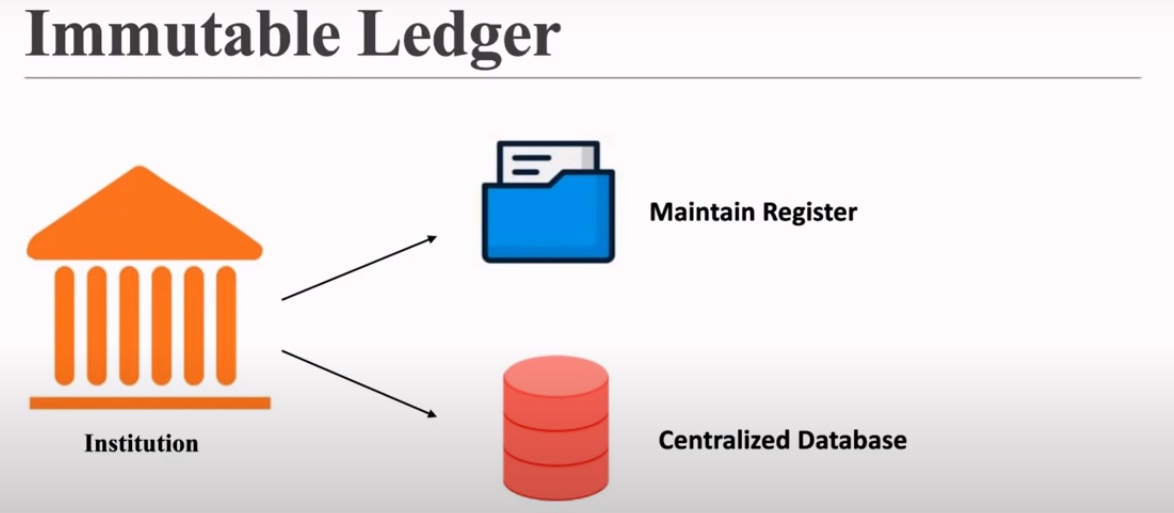 Immutable Ledger
Maintain Register
Institution
Centralized Database